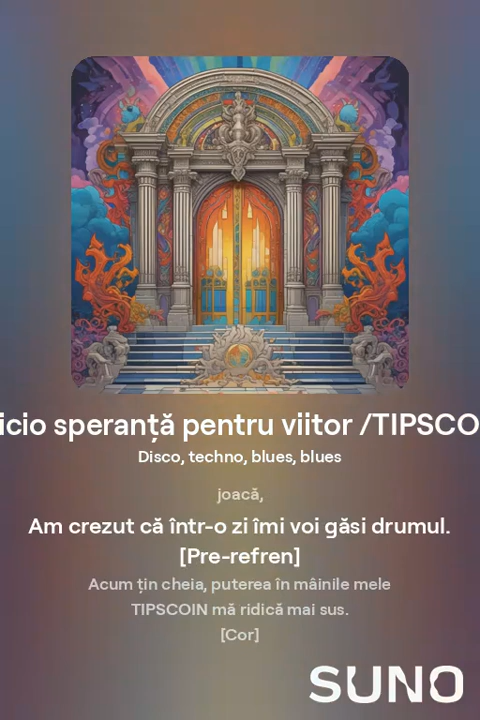 icio speranță pentru viitor /TIPSCO
Disco, techno, blues, blues
joacă,
Am crezut că într-o zi îmi voi găsi drumul.
[Pre-refren]
Acum țin cheia, puterea în mâinile mele
TIPSCOIN mă ridică mai sus.
[Cor]
SUNO